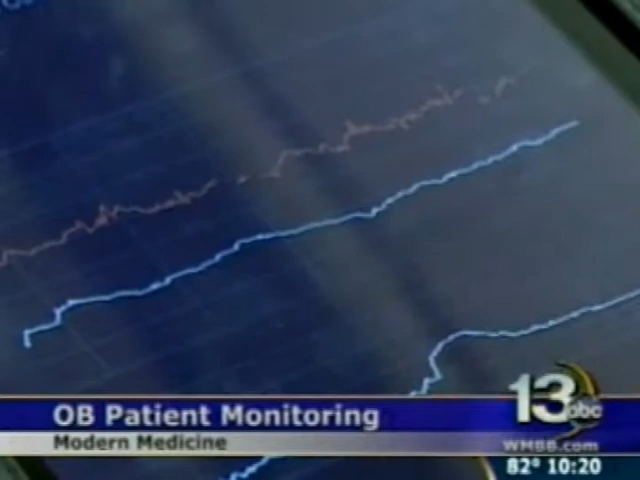 OB Patient Monitoring
Modern Medicine
13 abc
WMBB.com
82° 10:20